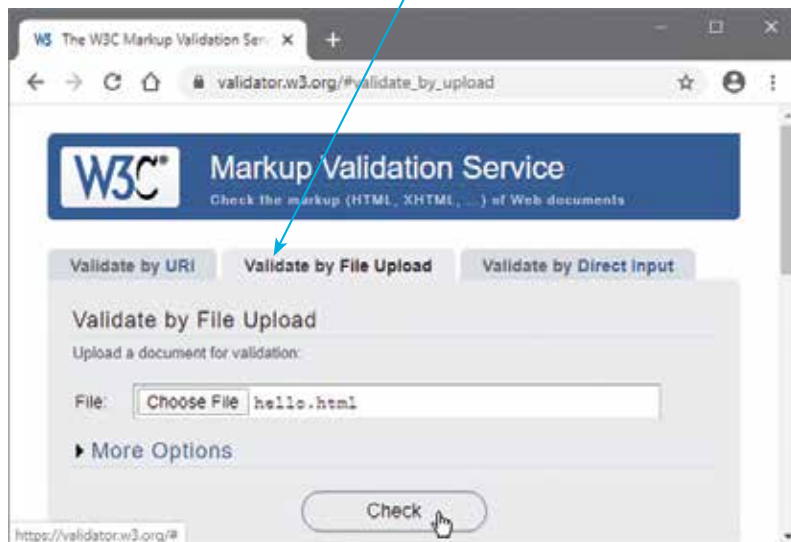 W3 The W3C Markup Validation Ser
validator.w3.org/#validate_by_upload
W3C® Markup Validation Service
Check the markup (HTML, XHTML, ...) of Web documents
Validate by URI Validate by File Upload Validate by Direct Input
Validate by File Upload
Upload a document for validation:
File: Choose File hello.html
More Options
Check
https://validator.w3.org/#